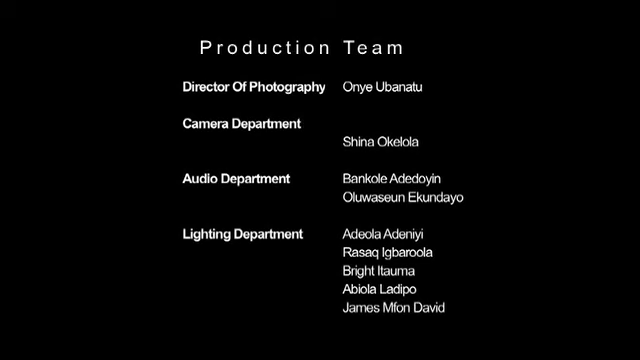 Production Team
Director Of Photography Onye Ubanatu
Camera Department
Shina Okelola
Audio Department Bankole Adedoyin
Oluwaseun Ekundayo
Lighting Department Adeola Adeniyi
Rasaq Igbaroola
Bright Itauma
Abiola Ladipo
James Mfon David